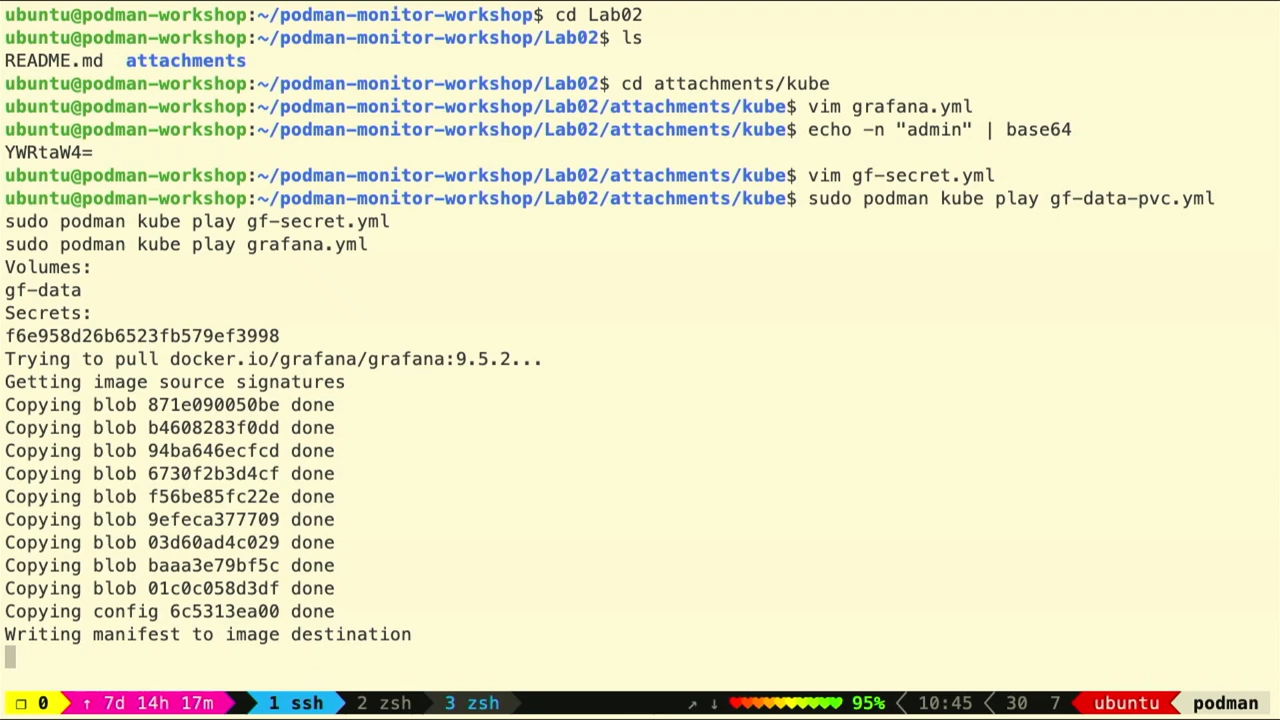 ubuntu@podman-workshop:~/podman-monitor-workshop$ cd Lab02
ubuntu@podman-workshop:~/podman-monitor-workshop/Lab02$ ls
README.md  attachments
ubuntu@podman-workshop:~/podman-monitor-workshop/Lab02$ cd attachments/kube
ubuntu@podman-workshop:~/podman-monitor-workshop/Lab02/attachments/kube$ vim grafana.yml
ubuntu@podman-workshop:~/podman-monitor-workshop/Lab02/attachments/kube$ echo -n "admin" | base64
YWRtaW4=
ubuntu@podman-workshop:~/podman-monitor-workshop/Lab02/attachments/kube$ vim gf-secret.yml
ubuntu@podman-workshop:~/podman-monitor-workshop/Lab02/attachments/kube$ sudo podman kube play gf-data-pvc.yml
sudo podman kube play gf-secret.yml
sudo podman kube play grafana.yml
Volumes:
gf-data
Secrets:
f6e958d26b6523fb579ef3998
Trying to pull docker.io/grafana/grafana:9.5.2...
Getting image source signatures
Copying blob 871e090050be done
Copying blob b4608283f0dd done
Copying blob 94ba646ecfcd done
Copying blob 6730f2b3d4cf done
Copying blob f56be85fc22e done
Copying blob 9efeca377709 done
Copying blob 03d60ad4c029 done
Copying blob baaa3e79bf5c done
Copying blob 01c0c058d3df done
Copying config 6c5313ea00 done
Writing manifest to image destination
❐ 0 ↑ 7d 14h 17m 1 ssh 2 zsh 3 zsh ↗ ↓ ♥♥♥♥♥♥♥♥♥♥ 95% 10:45 30 7 ubuntu podman